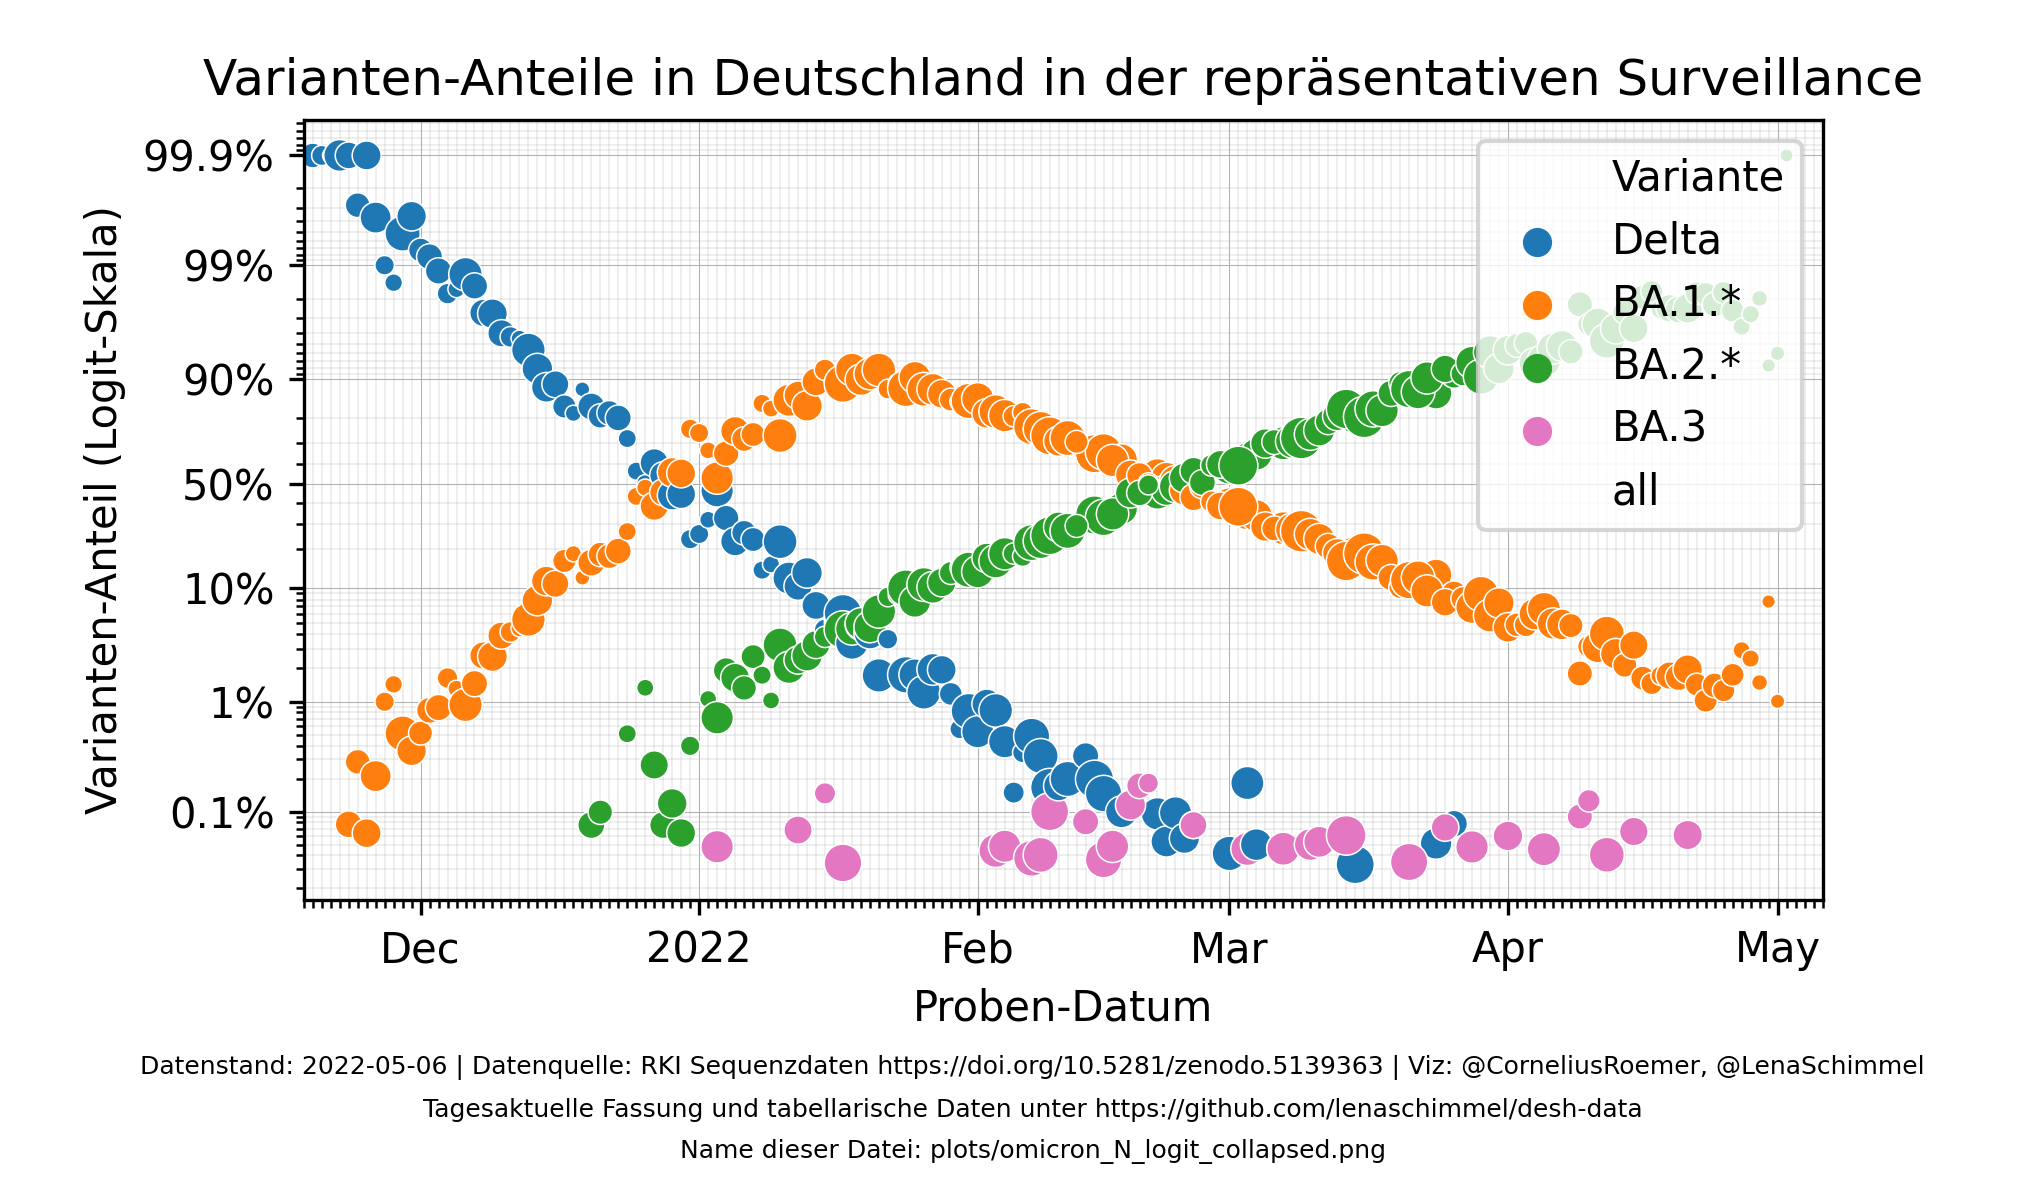 Varianten-Anteile in Deutschland in der repräsentativen Surveillance
Varianten-Anteil (Logit-Skala)
99.9%
99%
90%
50%
10%
1%
0.1%
Variante
Delta
BA.1.*
BA.2.*
BA.3
all
Dec 2022 Feb Mar Apr May
Proben-Datum
Datenstand: 2022-05-06 | Datenquelle: RKI Sequenzdaten https://doi.org/10.5281/zenodo.5139363 | Viz: @CorneliusRoemer, @LenaSchimmel
Tagesaktuelle Fassung und tabellarische Daten unter https://github.com/lenaschimmel/desh-data
Name dieser Datei: plots/omicron_N_logit_collapsed.png